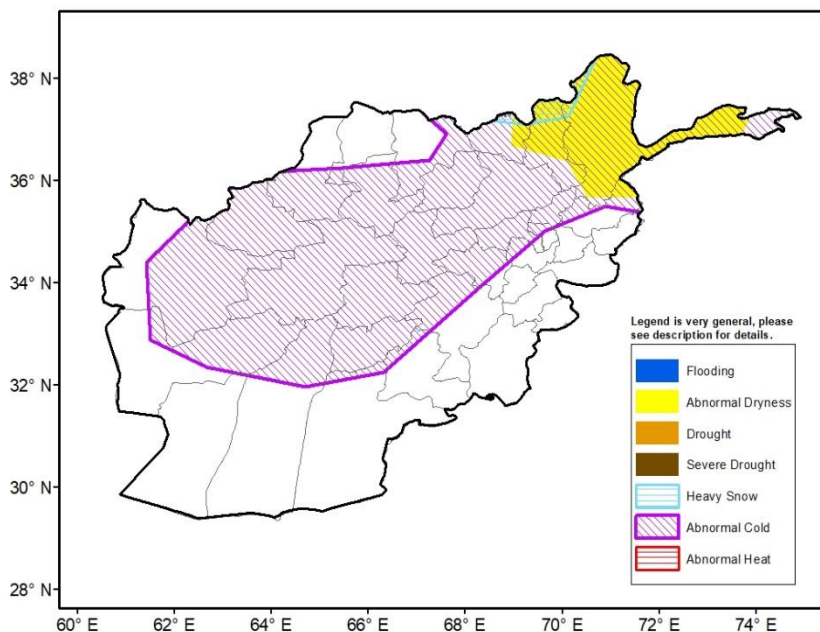 38° N
36° N
34° N
32° N
30° N
28° N
Legend is very general, please
see description for details.
Flooding
Abnormal Dryness
Drought
Severe Drought
Heavy Snow
Abnormal Cold
Abnormal Heat
60° E
62° E
64° E
66° E
68° E
70° E
72° E
74° E